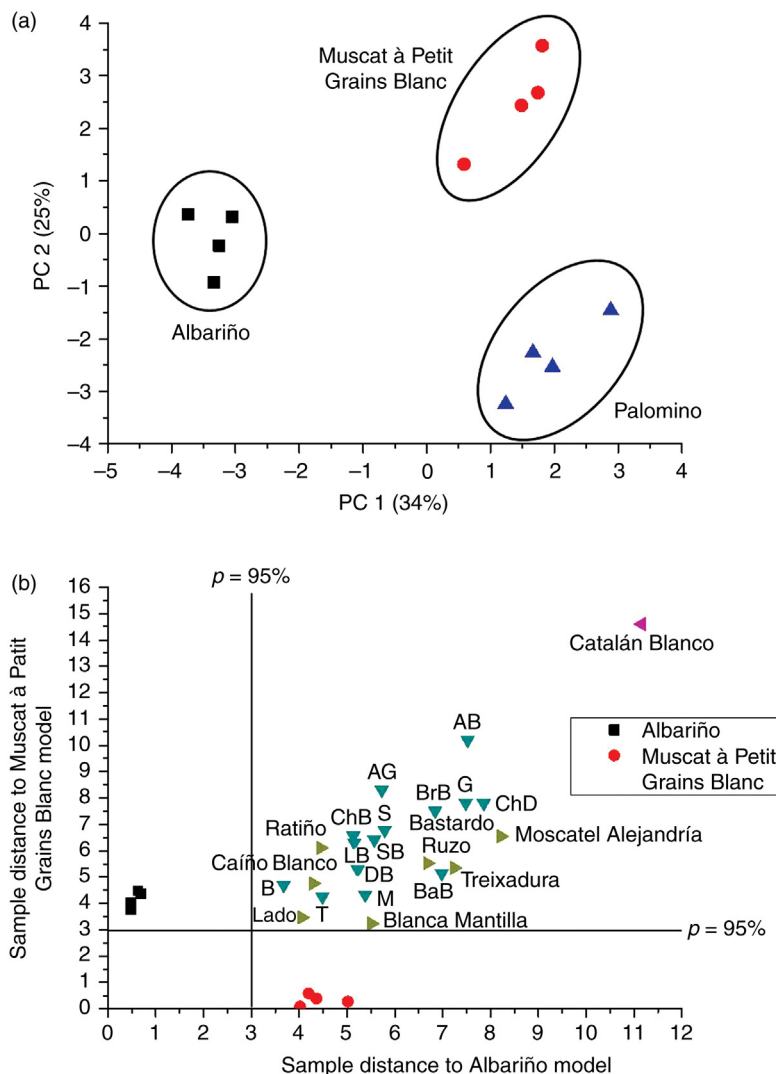 (a)
4
3
2
1
0
−1
−2
−3
−4
PC 2 (25%)
Muscat à Petit
Grains Blanc
Albariño
Palomino
−5 −4 −3 −2 −1 0 1 2 3 4
PC 1 (34%)
(b)
p = 95%
16
15
14
13
12
11
10
9
8
7
6
5
4
3
2
1
0
Sample distance to Muscat à Patit
Grains Blanc model
Catalán Blanco
Albariño
Muscat à Petit
Grains Blanc
AB
AG
BrB
G
ChD
ChB
S
Bastardo
Moscatel Alejandría
Ratiño
Ruzo
LB
SB
Caíño Blanco
DB
Treixadura
B
BaB
M
Lado
T
Blanca Mantilla
p = 95%
0 1 2 3 4 5 6 7 8 9 10 11 12
Sample distance to Albariño model